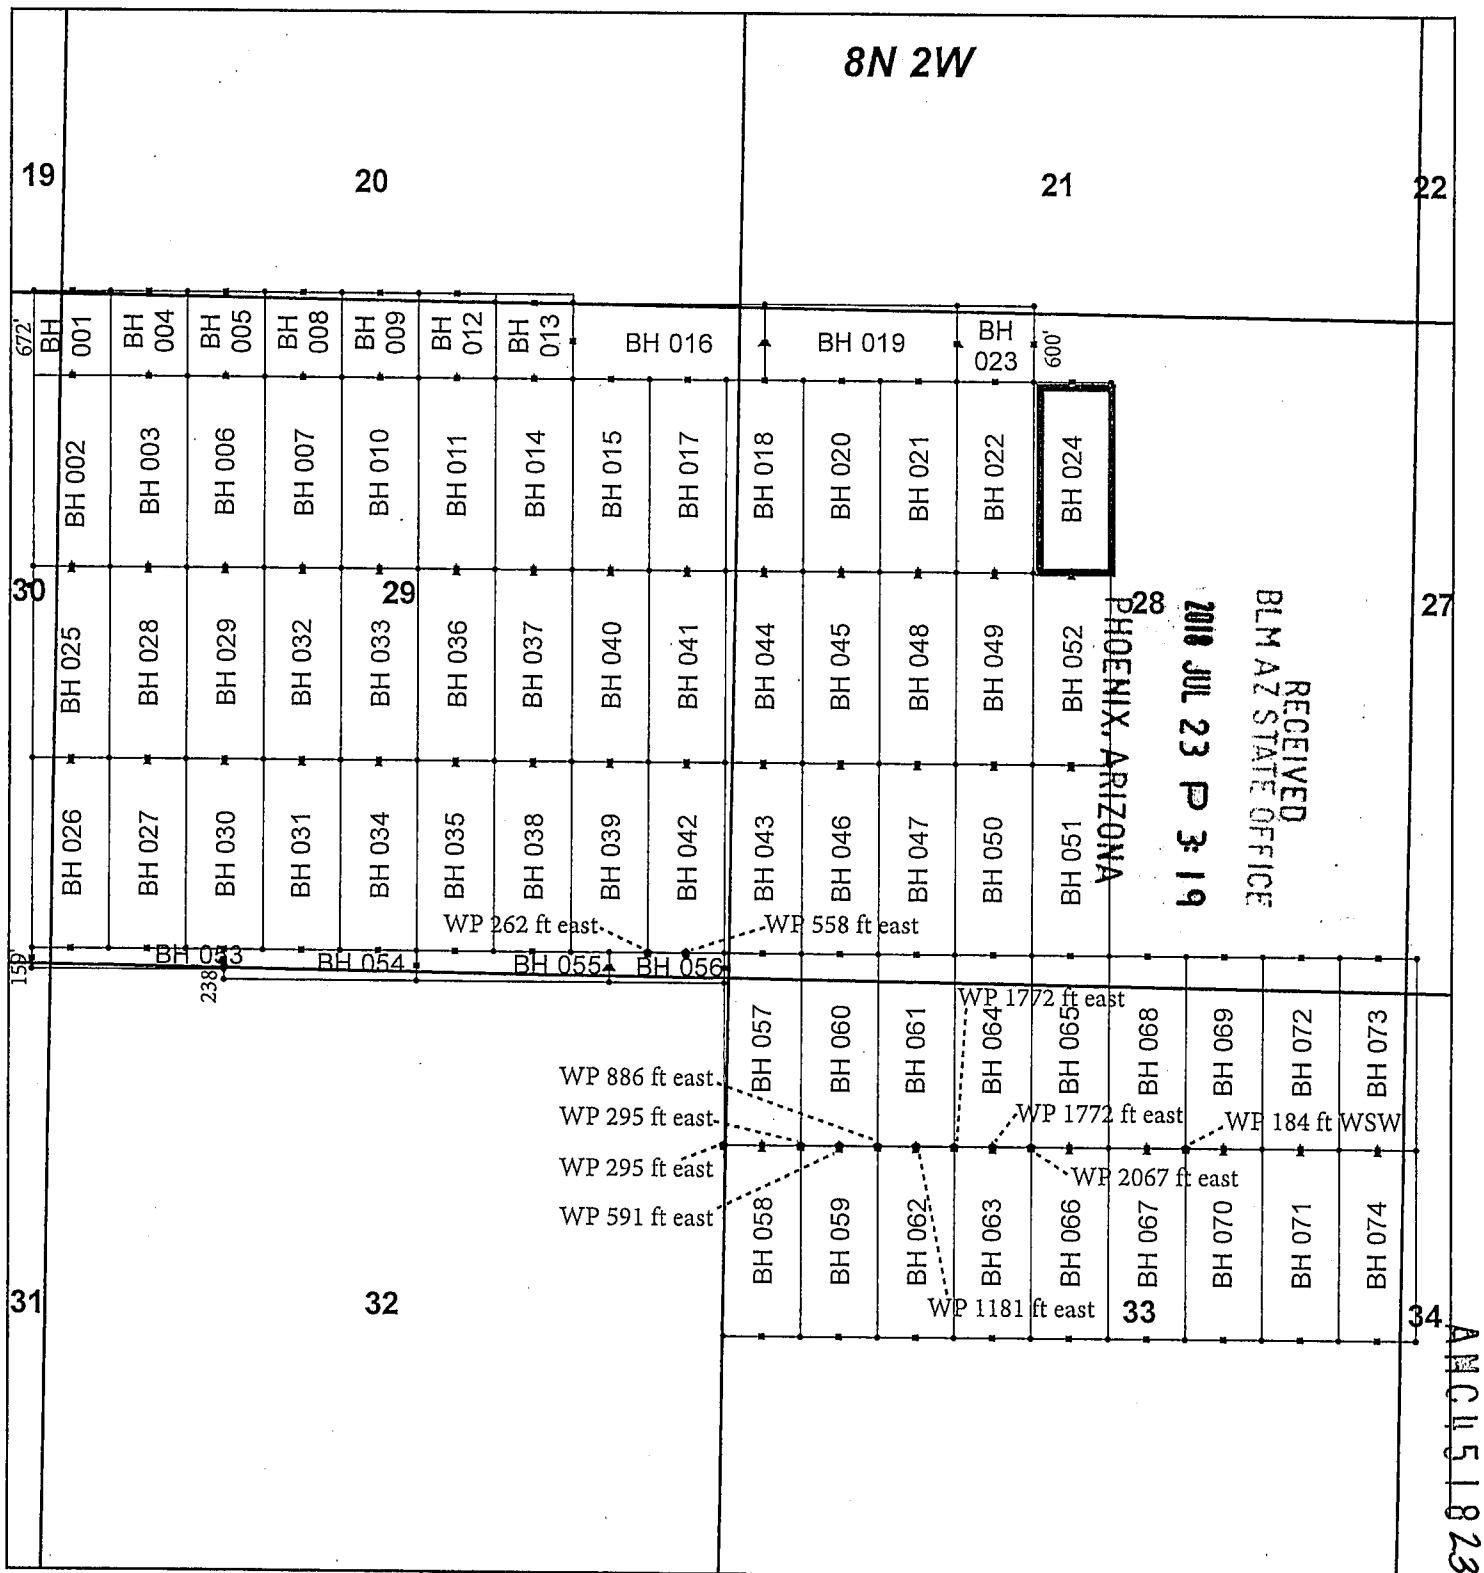 8N 2W
19
20
21
22
672'
BH
001
BH
004
BH
005
BH
008
BH
009
BH
012
BH
013
BH 016
BH 019
BH
023
600'
BH 002
BH 003
BH 006
BH 007
BH 010
BH 011
BH 014
BH 015
BH 017
BH 018
BH 020
BH 021
BH 022
BH 024
30
29
28
27
BH 025
BH 028
BH 029
BH 032
BH 033
BH 036
BH 037
BH 040
BH 041
BH 044
BH 045
BH 048
BH 049
BH 052
RECEIVED
BLM AZ STATE OFFICE
2018 JUL 23 P 3:19
PHOENIX, ARIZONA
BH 026
BH 027
BH 030
BH 031
BH 034
BH 035
BH 038
BH 039
BH 042
BH 043
BH 046
BH 047
BH 050
BH 051
WP 262 ft east
WP 558 ft east
159'
BH 053
238'
BH 054
BH 055
BH 056
WP 1772 ft east
BH 057
BH 060
BH 061
BH 064
BH 065
BH 068
BH 069
BH 072
BH 073
WP 886 ft east
WP 295 ft east
WP 1772 ft east
WP 184 ft WSW
WP 295 ft east
WP 2067 ft east
WP 591 ft east
BH 058
BH 059
BH 062
BH 063
BH 066
BH 067
BH 070
BH 071
BH 074
WP 1181 ft east
31
32
33
34
AMC451823